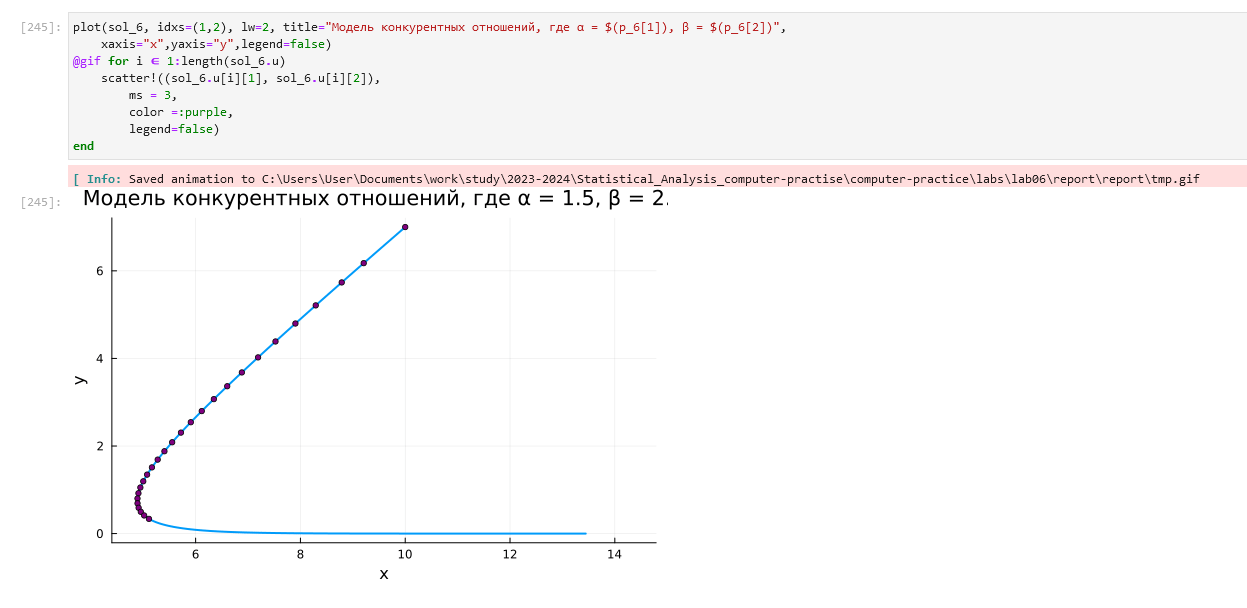 [245]: plot(sol_6, idxs=(1,2), lw=2, title="Модель конкурентных отношений, где α = $(p_6[1]), β = $(p_6[2])",
xaxis="x",yaxis="y",legend=false)
@gif for i ∈ 1:length(sol_6.u)
scatter!((sol_6.u[i][1], sol_6.u[i][2]),
ms = 3,
color =:purple,
legend=false)
end
[ Info: Saved animation to C:\Users\User\Documents\work\study\2023-2024\Statistical_Analysis_computer-practise\computer-practice\labs\lab06\report\report\tmp.gif
[245]: Модель конкурентных отношений, где α = 1.5, β = 2.
6
4
2
0
y
6 8 10 12 14
x